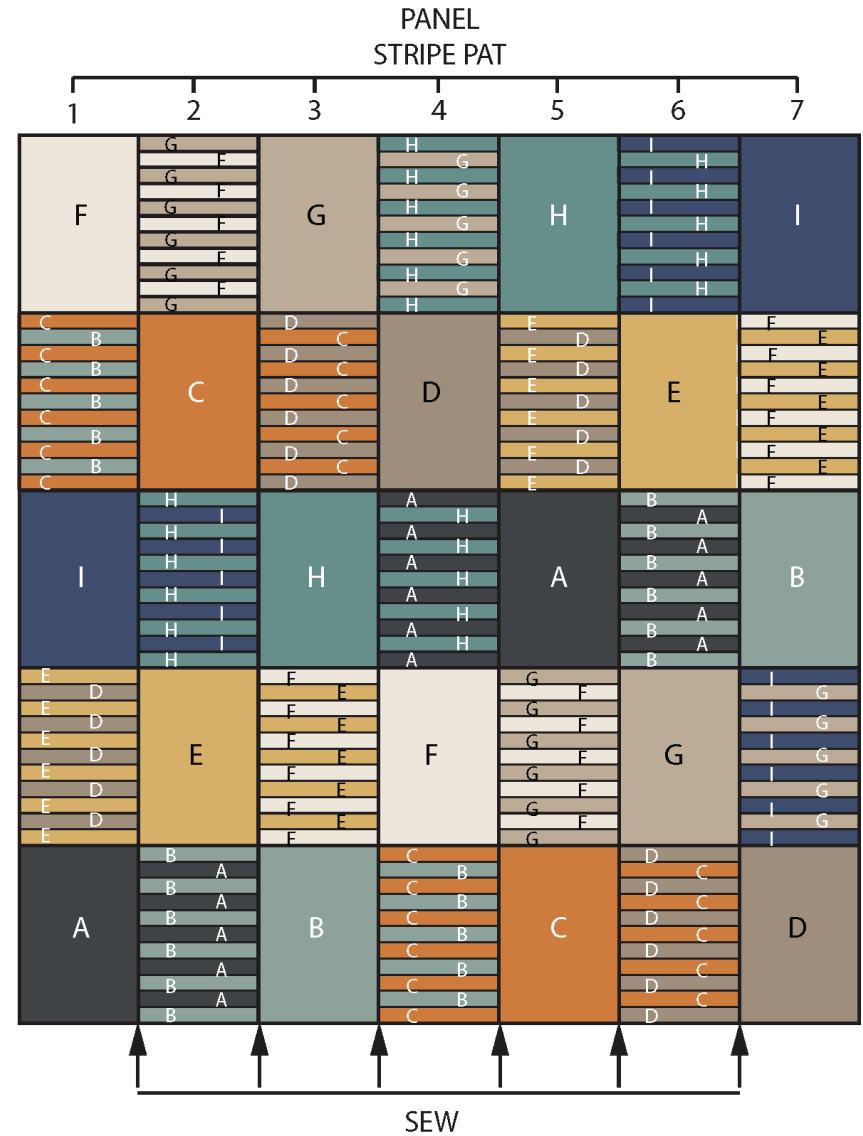 PANEL
STRIPE PAT
1 2 3 4 5 6 7
G H I
F G H
G H I
F G H
G H I
F G H I
F G H
G H I
F G H
G H I
F G H
G H I
C D E F
B C D E
C D E F
B C D E
C D E F
C D E
B C D E
C D E F
B C D E
C D E F
B C D E
C D E F
H A B
I H A
H A B
I H A
H A B
I H A B
I H A
H A B
I H A
H A B
I H A
H A B
E F G I
D E F G
E F G I
D E F G
E F G I
E F G
D E F G
E F G I
D E F G
E F G I
D E F G
E F G I
B C D
A B C
B C D
A B C
B C D
A B C D
A B C
B C D
A B C
B C D
A B C
B C D
SEW